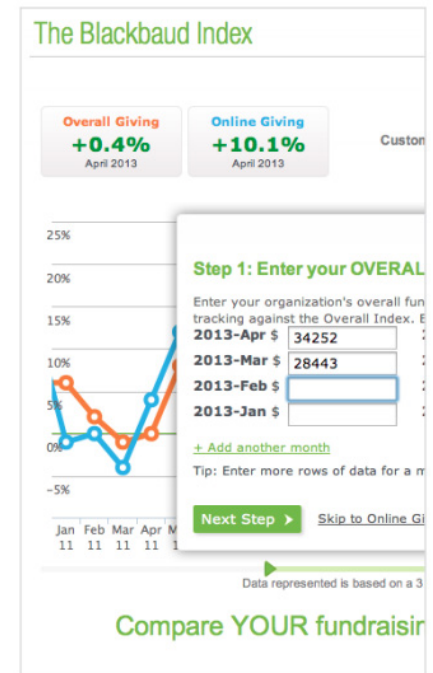 The Blackbaud Index
Overall Giving
+0.4%
April 2013
Online Giving
+10.1%
April 2013
25%
20%
15%
10%
5%
0%
-5%
Jan Feb Mar Apr
11 11 11 11
Step 1: Enter your
Enter your organization's overall
tracking against the Overall Index.
2013-Apr $ 34252
2013-Mar $ 28443
2013-Feb $
2013-Jan $
+ Add another month
Tip: Enter more rows of data for a
Next Step >
Skip to Online
Data represented is based on a 3
Compare YOUR